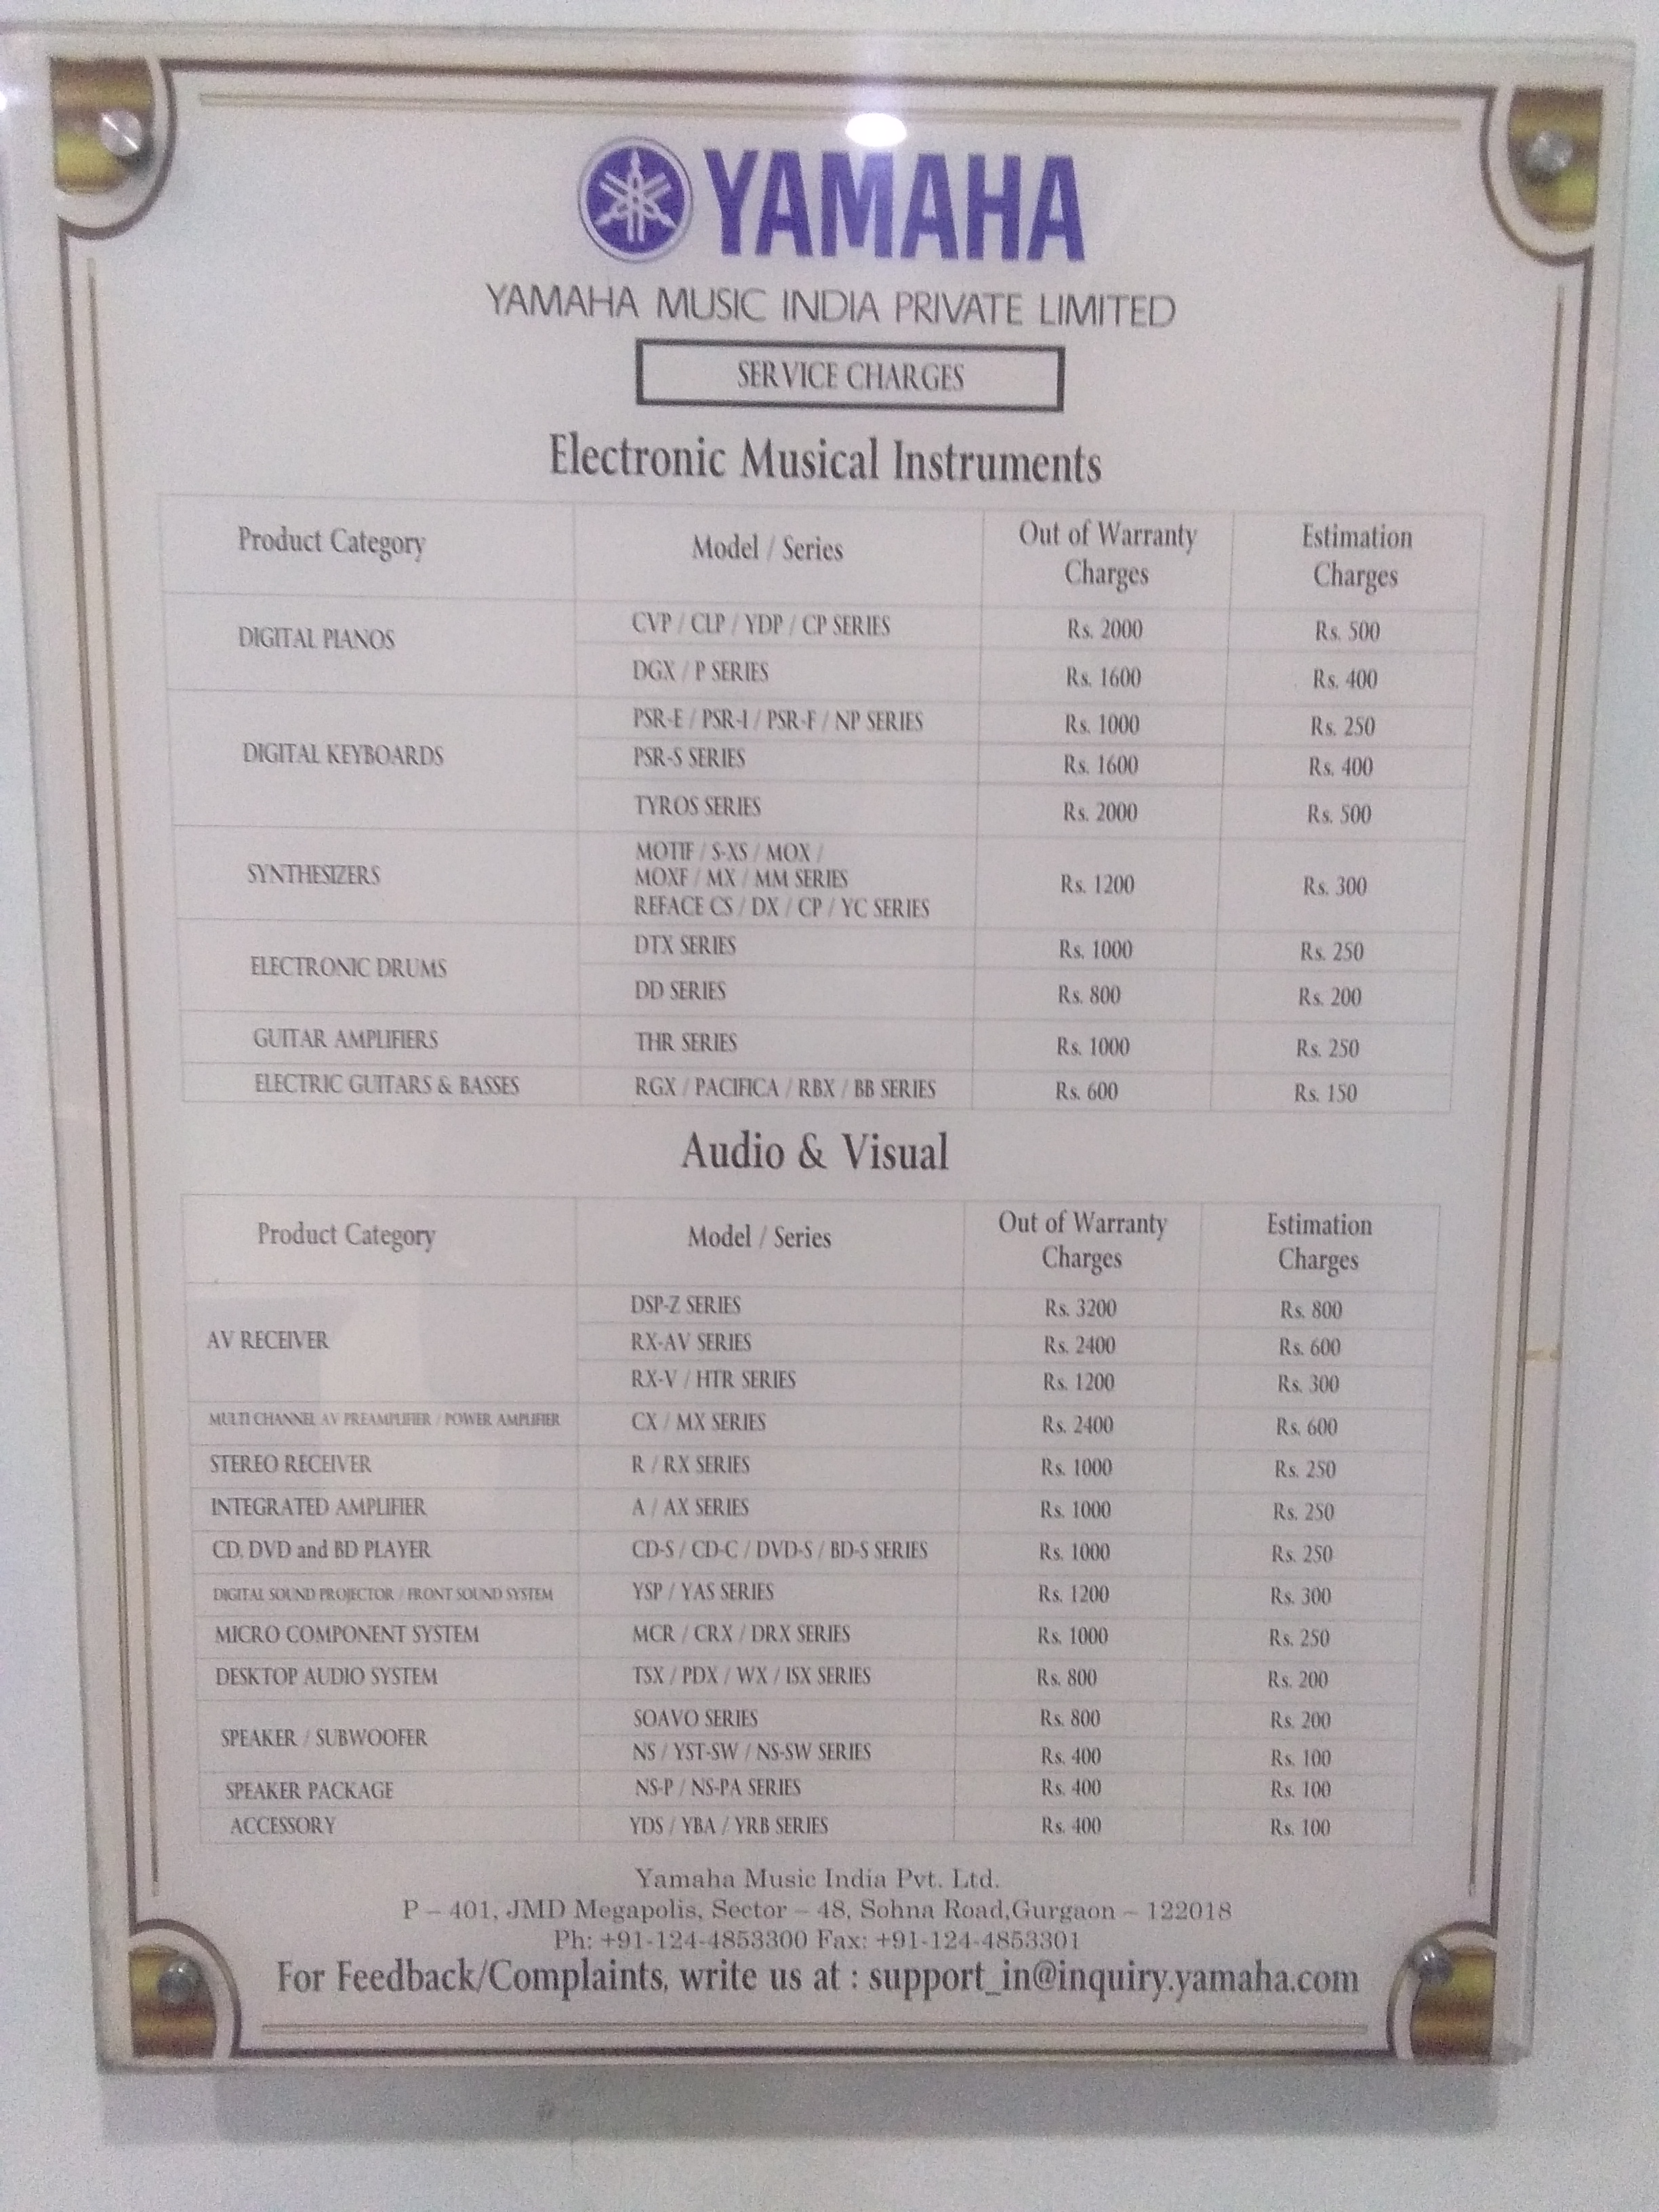 YAMAHA
YAMAHA MUSIC INDIA PRIVATE LIMITED
SERVICE CHARGES
Electronic Musical Instruments
Product Category Model / Series Out of Warranty Charges Estimation Charges
DIGITAL PIANOS CVP / CLP / YDP / CP SERIES Rs. 2000 Rs. 500
DGX / P SERIES Rs. 1600 Rs. 400
DIGITAL KEYBOARDS PSR-E / PSR-I / PSR-F / NP SERIES Rs. 1000 Rs. 250
PSR-S SERIES Rs. 1600 Rs. 400
TYROS SERIES Rs. 2000 Rs. 500
SYNTHESIZERS MOTIF / S-XS / MOX /
MOXF / MX / MM SERIES Rs. 1200 Rs. 300
REFACE CS / DX / CP / YC SERIES
ELECTRONIC DRUMS DTX SERIES Rs. 1000 Rs. 250
DD SERIES Rs. 800 Rs. 200
GUITAR AMPLIFIERS THR SERIES Rs. 1000 Rs. 250
ELECTRIC GUITARS & BASSES RGX / PACIFICA / RBX / BB SERIES Rs. 600 Rs. 150
Audio & Visual
Product Category Model / Series Out of Warranty Charges Estimation Charges
AV RECEIVER DSP-Z SERIES Rs. 3200 Rs. 800
RX-AV SERIES Rs. 2400 Rs. 600
RX-V / HTR SERIES Rs. 1200 Rs. 300
MULTI CHANNEL AV PREAMPLIFIER / POWER AMPLIFIER CX / MX SERIES Rs. 2400 Rs. 600
STEREO RECEIVER R / RX SERIES Rs. 1000 Rs. 250
INTEGRATED AMPLIFIER A / AX SERIES Rs. 1000 Rs. 250
CD, DVD and BD PLAYER CD-S / CD-C / DVD-S / BD-S SERIES Rs. 1000 Rs. 250
DIGITAL SOUND PROJECTOR / FRONT SOUND SYSTEM YSP / YAS SERIES Rs. 1200 Rs. 300
MICRO COMPONENT SYSTEM MCR / CRX / DRX SERIES Rs. 1000 Rs. 250
DESKTOP AUDIO SYSTEM TSX / PDX / WX / ISX SERIES Rs. 800 Rs. 200
SPEAKER / SUBWOOFER SOAVO SERIES Rs. 800 Rs. 200
NS / YST-SW / NS-SW SERIES Rs. 400 Rs. 100
SPEAKER PACKAGE NS-P / NS-PA SERIES Rs. 400 Rs. 100
ACCESSORY YDS / YBA / YRB SERIES Rs. 400 Rs. 100
Yamaha Music India Pvt. Ltd.
P – 401, JMD Megapolis, Sector – 48, Sohna Road,Gurgaon – 122018
Ph: +91-124-4853300 Fax: +91-124-4853301
For Feedback/Complaints, write us at : support_in@inquiry.yamaha.com